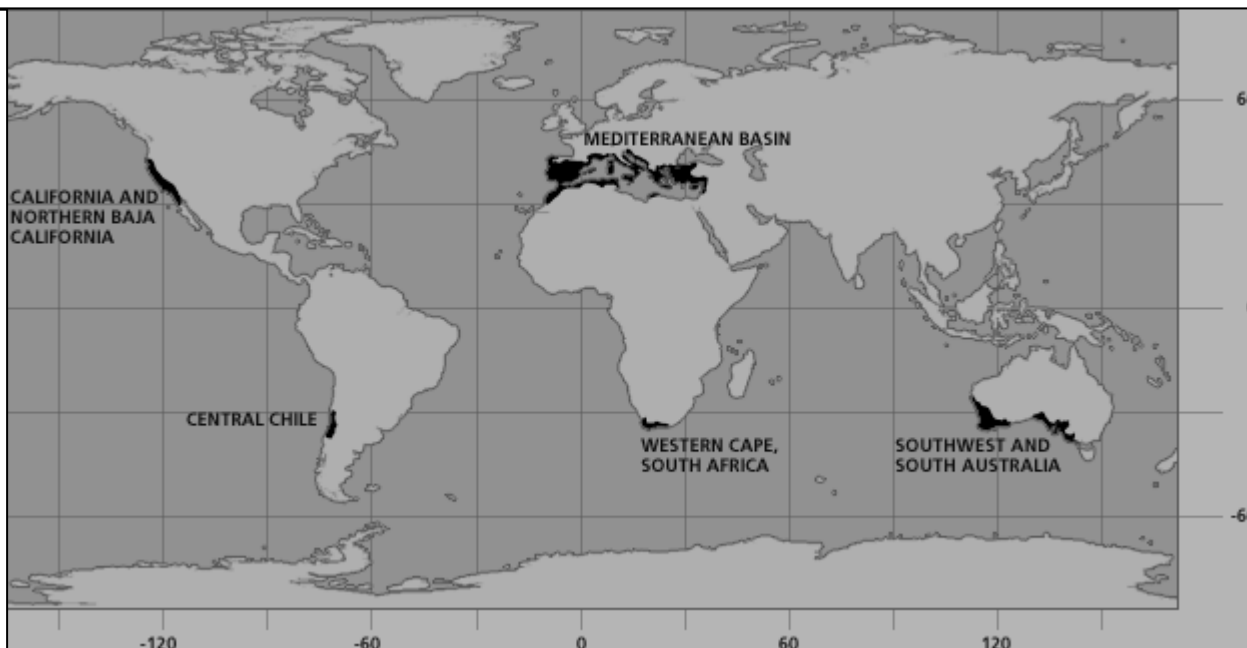 60
MEDITERRANEAN BASIN
CALIFORNIA AND
NORTHERN BAJA
CALIFORNIA
CENTRAL CHILE
WESTERN CAPE,
SOUTH AFRICA
SOUTHWEST AND
SOUTH AUSTRALIA
-120
-60
0
60
120